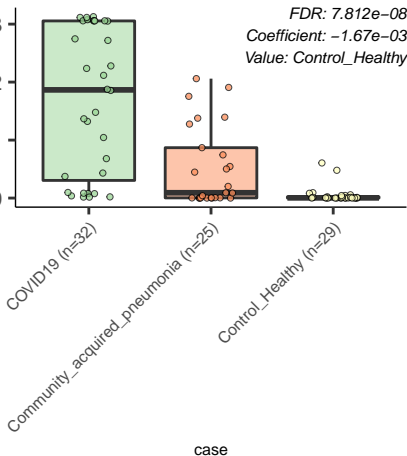 FDR: 7.812e−08
Coefficient: −1.67e−03
Value: Control_Healthy
COVID19 (n=32)
Community_acquired_pneumonia (n=25)
Control_Healthy (n=29)
case